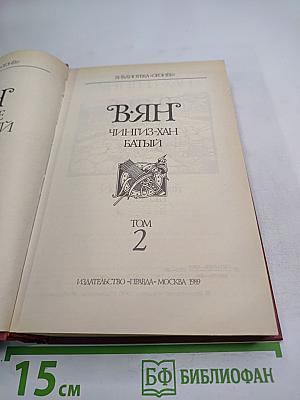 БИБЛИОТЕКА «ОГОНЕК»
В·ЯН
ЧИНГИЗ-ХАН
БАТЫЙ
ТОМ
2
ИЗДАТЕЛЬСТВО «ПРАВДА» МОСКВА 1989
15 см
БФ БИБЛИОФАН